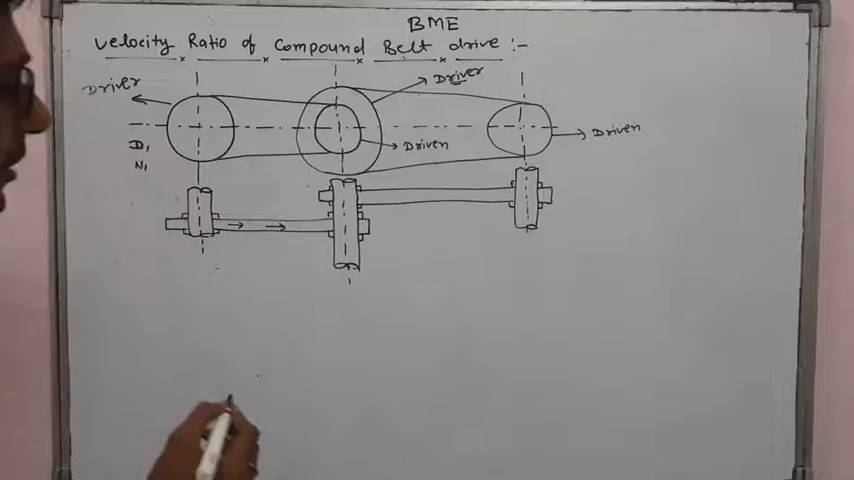 BME
Velocity Ratio of Compound Belt drive :-
Driver
Driver
Driven
Driven
D1
N1